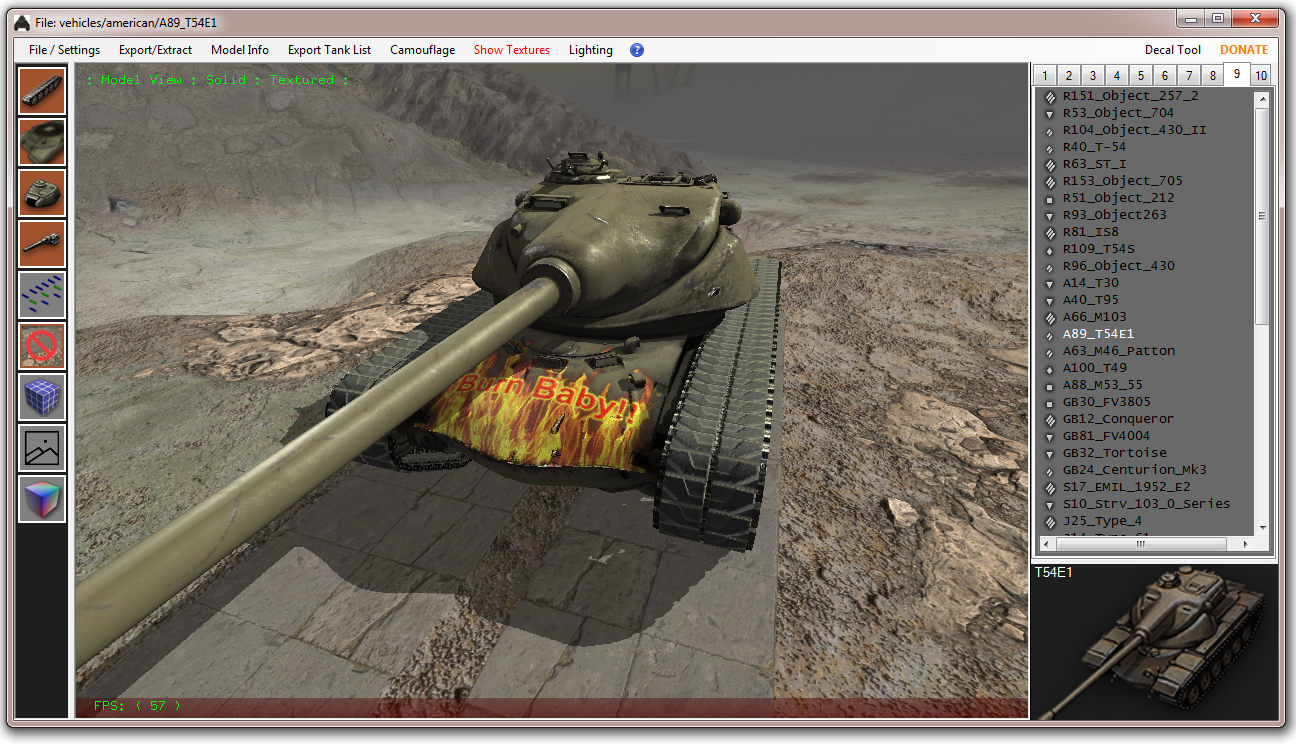 File: vehicles/american/A89_T54E1
File / Settings Export/Extract Model Info Export Tank List Camouflage Show Textures Lighting ? Decal Tool DONATE
: Model View : Solid : Textured :
1 2 3 4 5 6 7 8 9 10
R151_Object_257_2
R53_Object_704
R104_Object_430_II
R40_T-54
R63_ST_I
R153_Object_705
R51_Object_212
R93_Object263
R81_IS8
R109_T54S
R96_Object_430
A14_T30
A40_T95
A66_M103
A89_T54E1
A63_M46_Patton
A100_T49
A88_M53_55
GB30_FV3805
GB12_Conqueror
GB81_FV4004
GB32_Tortoise
GB24_Centurion_Mk3
S17_EMIL_1952_E2
S10_Strv_103_0_Series
J25_Type_4
Burn Baby!!
T54E1
FPS: ( 57 )